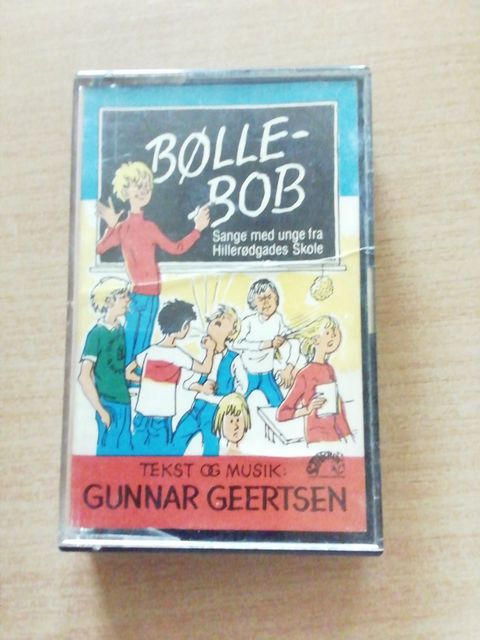 BØLLE-
BOB
Sange med unge fra
Hillerødgades Skole
TEKST OG MUSIK:
GUNNAR GEERTSEN